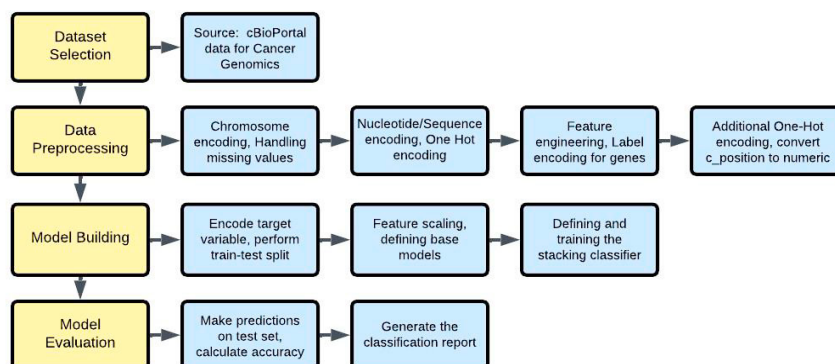 Dataset
Selection
Source: cBioPortal
data for Cancer
Genomics
Data
Preprocessing
Chromosome
encoding, Handling
missing values
Nucleotide/Sequence
encoding, One Hot
encoding
Feature
engineering, Label
encoding for genes
Additional One-Hot
encoding, convert
c_position to numeric
Model Building
Encode target
variable, perform
train-test split
Feature scaling,
defining base
models
Defining and
training the
stacking classifier
Model
Evaluation
Make predictions
on test set,
calculate accuracy
Generate the
classification report